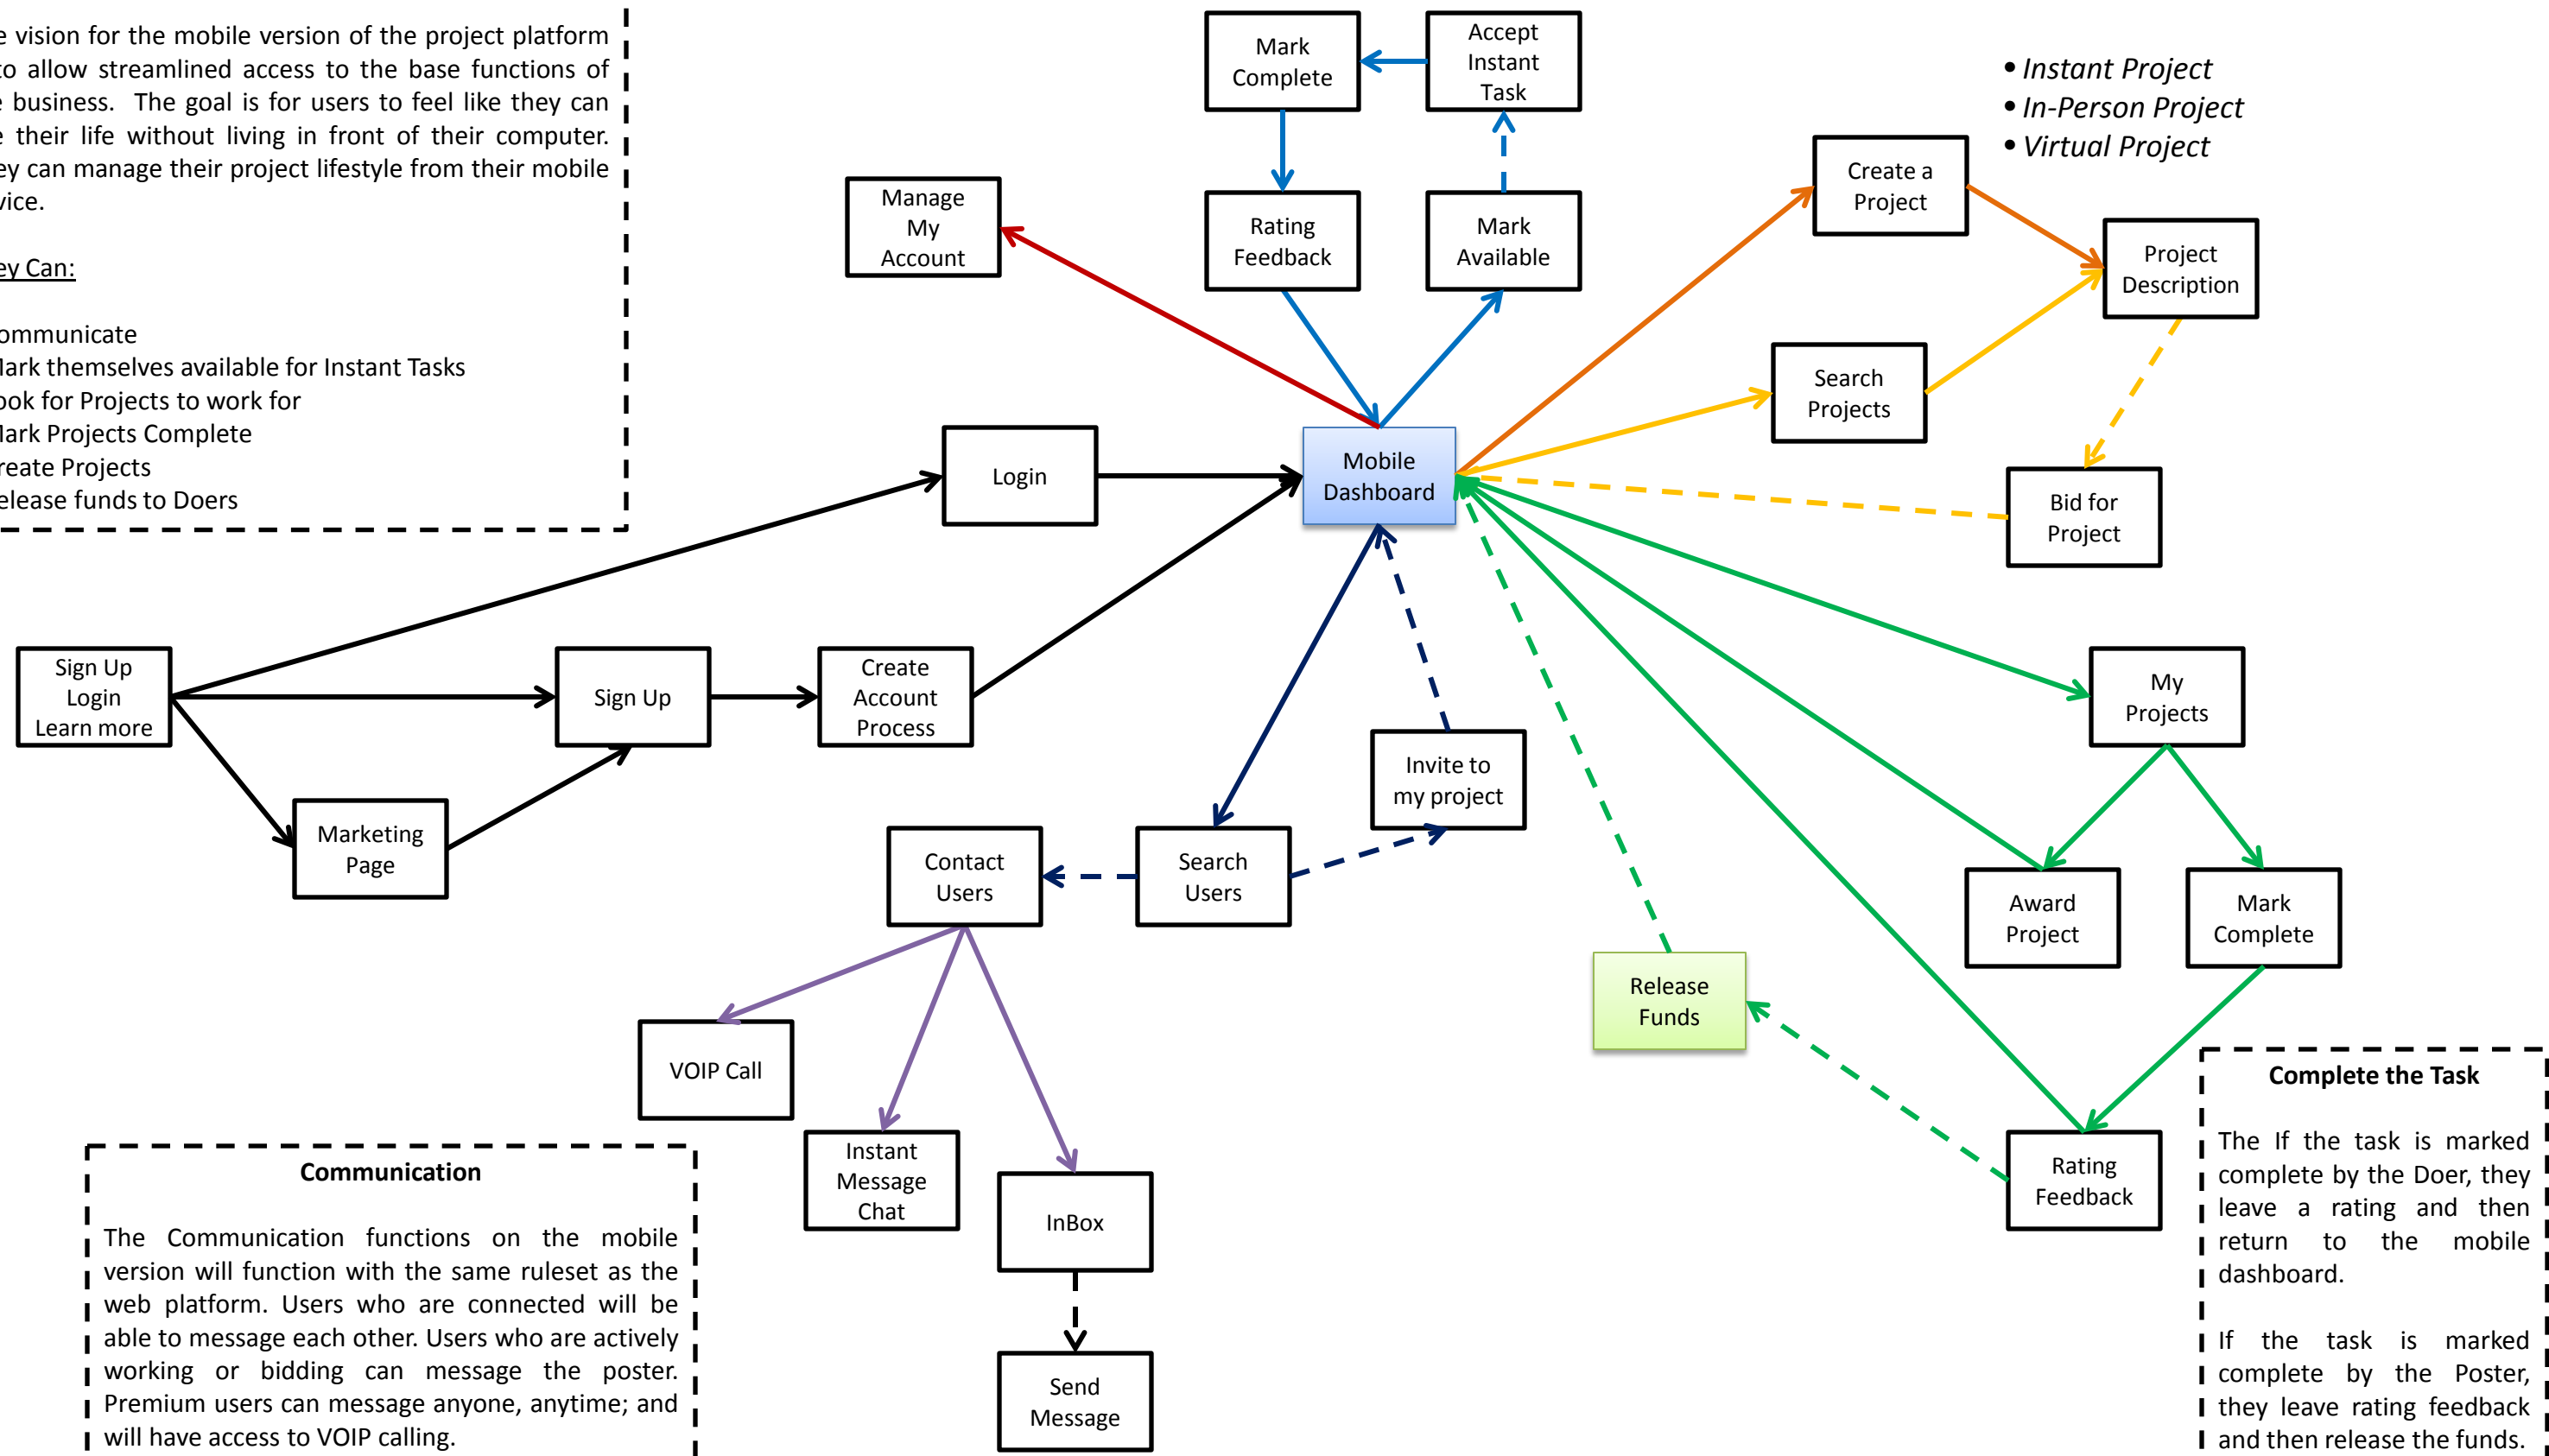 e vision for the mobile version of the project platform
to allow streamlined access to the base functions of
e business. The goal is for users to feel like they can
e their life without living in front of their computer.
ey can manage their project lifestyle from their mobile
vice.
ey Can:
ommunicate
Mark themselves available for Instant Tasks
ook for Projects to work for
Mark Projects Complete
reate Projects
elease funds to Doers
Mark
Complete
Accept
Instant
Task
• Instant Project
• In-Person Project
• Virtual Project
Manage
My
Account
Rating
Feedback
Mark
Available
Create a
Project
Project
Description
Search
Projects
Login
Mobile
Dashboard
Bid for
Project
Sign Up
Login
Learn more
Sign Up
Create
Account
Process
My
Projects
Marketing
Page
Invite to
my project
Contact
Users
Search
Users
Award
Project
Mark
Complete
Release
Funds
VOIP Call
Instant
Message
Chat
InBox
Rating
Feedback
Send
Message
Communication
The Communication functions on the mobile
version will function with the same ruleset as the
web platform. Users who are connected will be
able to message each other. Users who are actively
working or bidding can message the poster.
Premium users can message anyone, anytime; and
will have access to VOIP calling.
Complete the Task
The If the task is marked
complete by the Doer, they
leave a rating and then
return to the mobile
dashboard.
If the task is marked
complete by the Poster,
they leave rating feedback
and then release the funds.